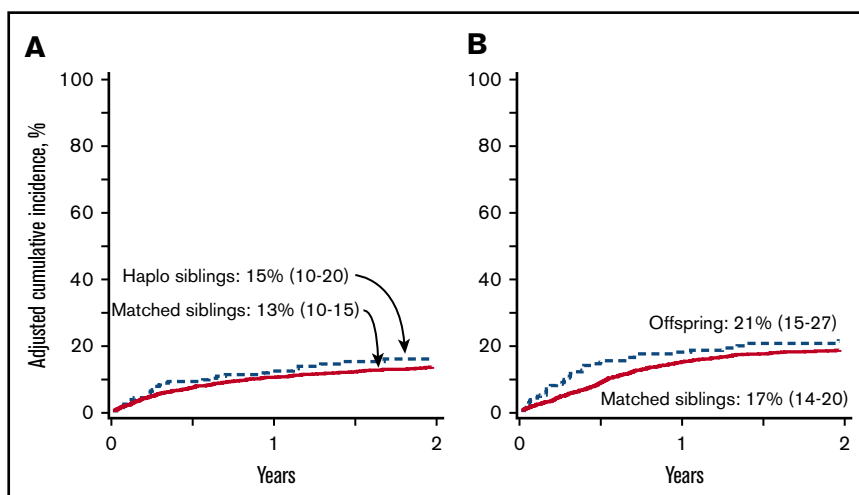 A
Adjusted cumulative incidence, %
100
80
60
40
20
0
Haplo siblings: 15% (10-20)
Matched siblings: 13% (10-15)
0
1
2
Years
B
100
80
60
40
20
0
Offspring: 21% (15-27)
Matched siblings: 17% (14-20)
0
1
2
Years